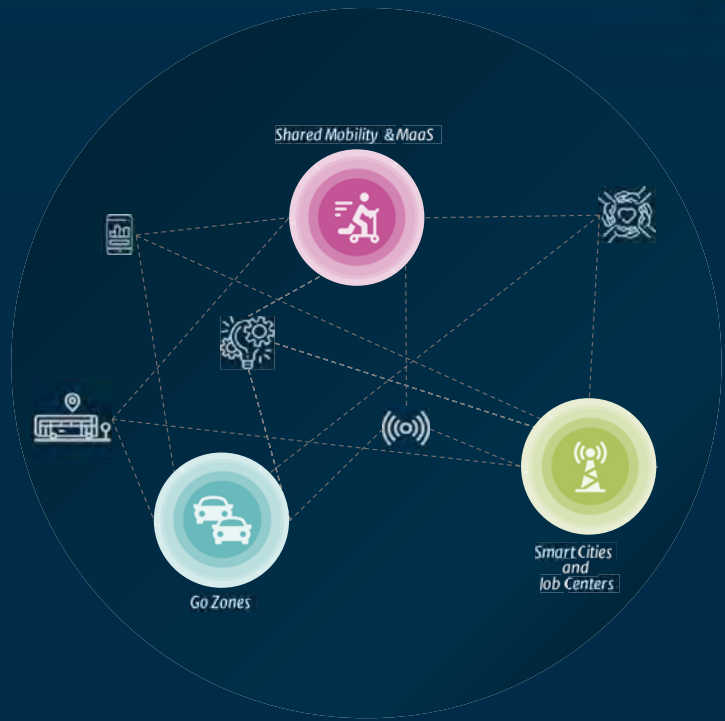 Shared Mobility & MaaS
Smart Cities
and
Job Centers
Go Zones